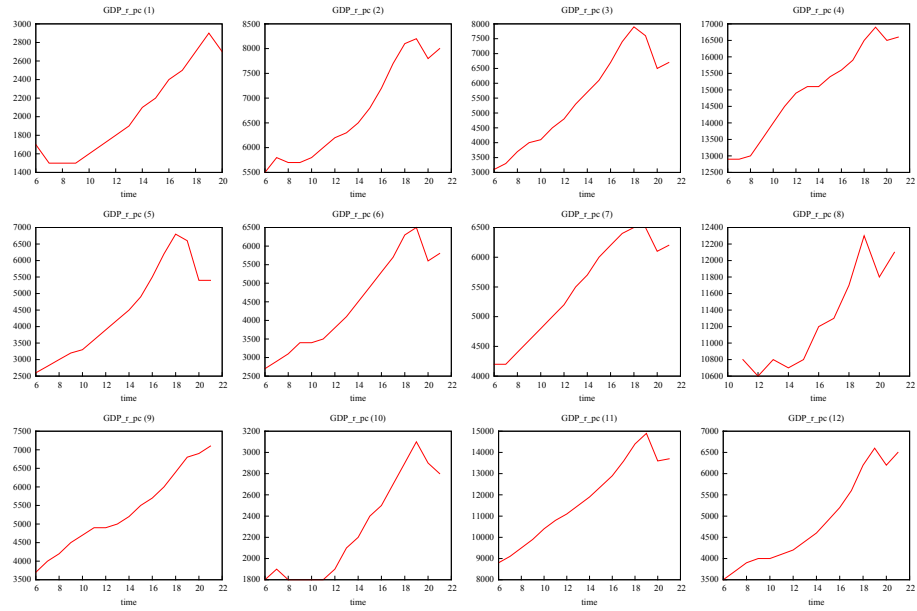 GDP_r_pc (1)
3000
2800
2600
2400
2200
2000
1800
1600
1400
6 8 10 12 14 16 18 20
time
GDP_r_pc (2)
8500
8000
7500
7000
6500
6000
5500
6 8 10 12 14 16 18 20 22
time
GDP_r_pc (3)
8000
7500
7000
6500
6000
5500
5000
4500
4000
3500
3000
6 8 10 12 14 16 18 20 22
time
GDP_r_pc (4)
17000
16500
16000
15500
15000
14500
14000
13500
13000
12500
6 8 10 12 14 16 18 20 22
time
GDP_r_pc (5)
7000
6500
6000
5500
5000
4500
4000
3500
3000
2500
6 8 10 12 14 16 18 20 22
time
GDP_r_pc (6)
6500
6000
5500
5000
4500
4000
3500
3000
2500
6 8 10 12 14 16 18 20 22
time
GDP_r_pc (7)
6500
6000
5500
5000
4500
4000
6 8 10 12 14 16 18 20 22
time
GDP_r_pc (8)
12400
12200
12000
11800
11600
11400
11200
11000
10800
10600
10 12 14 16 18 20 22
time
GDP_r_pc (9)
7500
7000
6500
6000
5500
5000
4500
4000
3500
6 8 10 12 14 16 18 20 22
time
GDP_r_pc (10)
3200
3000
2800
2600
2400
2200
2000
1800
6 8 10 12 14 16 18 20 22
time
GDP_r_pc (11)
15000
14000
13000
12000
11000
10000
9000
8000
6 8 10 12 14 16 18 20 22
time
GDP_r_pc (12)
7000
6500
6000
5500
5000
4500
4000
3500
6 8 10 12 14 16 18 20 22
time